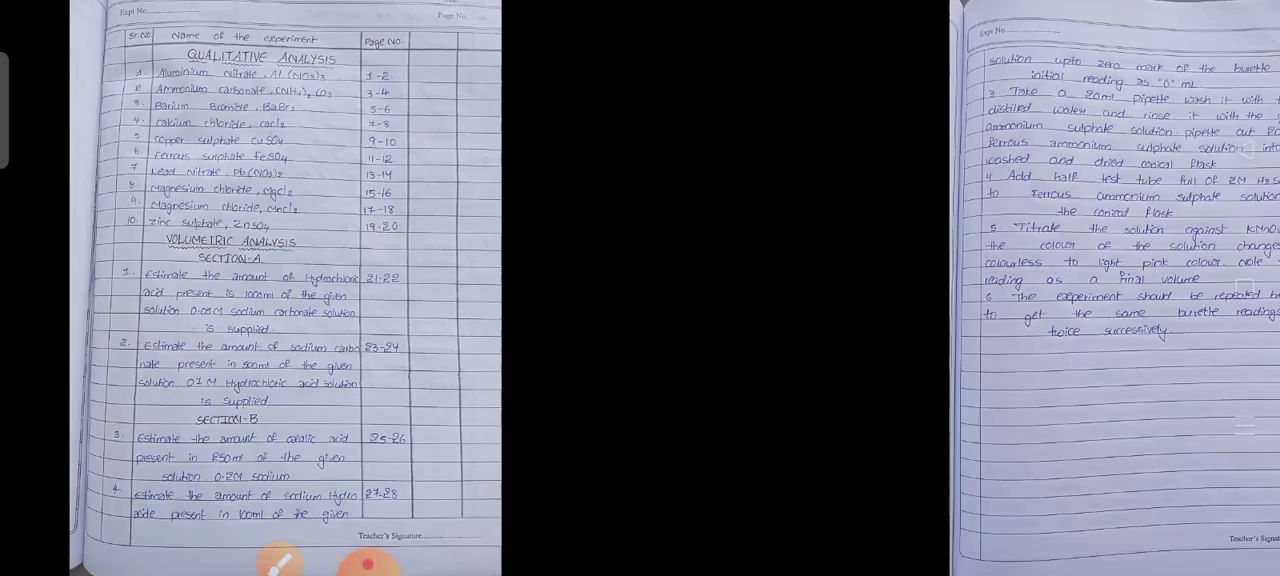 Expt No.
Page No.
Sr.No Name of the experiment Page No.
QUALITATIVE ANALYSIS
1. Aluminium nitrate, Al(NO3)3 1-2
2 Ammonium carbonate, (NH4)2 CO3 3-4
3. Barium Bromide, BaBr2 5-6
4. calcium chloride, cacl2 7-8
5 copper sulphate cuSO4 9-10
6 Ferrous sulphate FeSO4 11-12
7 Lead nitrate, Pb(NO3)2 13-14
8 Magnesium chloride, Mgcl2 15-16
9. Magnesium chloride, Mncl2 17-18
10. zinc sulphate, ZnSO4 19-20
VOLUMETRIC ANALYSIS
SECTION-A
1. Estimate the amount of Hydrochloric 21-22
acid present is 1000ml of the given
solution 0.05M sodium carbonate solution
is supplied
2. Estimate the amount of sodium carbo 23-24
nate present in 500ml of the given
solution 01M Hydrochloric acid solution
is supplied
SECTION-B
3. Estimate the amount of oxalic acid 25-26
present in 250ml of the given
solution 0.2M sodium
4. Estimate the amount of sodium Hydro 27-28
xide present in 100ml of the given
Teacher's Signature
Expt No.
solution upto zero mark of the burette
initial reading as "0" mL
3 Take a 20ml pipette wash it with
distilled water and rinse it with the
ammonium sulphate solution pipette out 20
Ferrous ammonium sulphate solution into
washed and dried conical flask
4 Add half test tube full of 2M H2S
to Ferrous ammonium sulphate solution
the conical flask
5 Titrate the solution against KMnO
the colour of the solution changes
colourless to light pink colour. Note
reading as a final volume
6 The experiment should be repeated
to get the same burette readings
twice successively.
Teacher's Signat